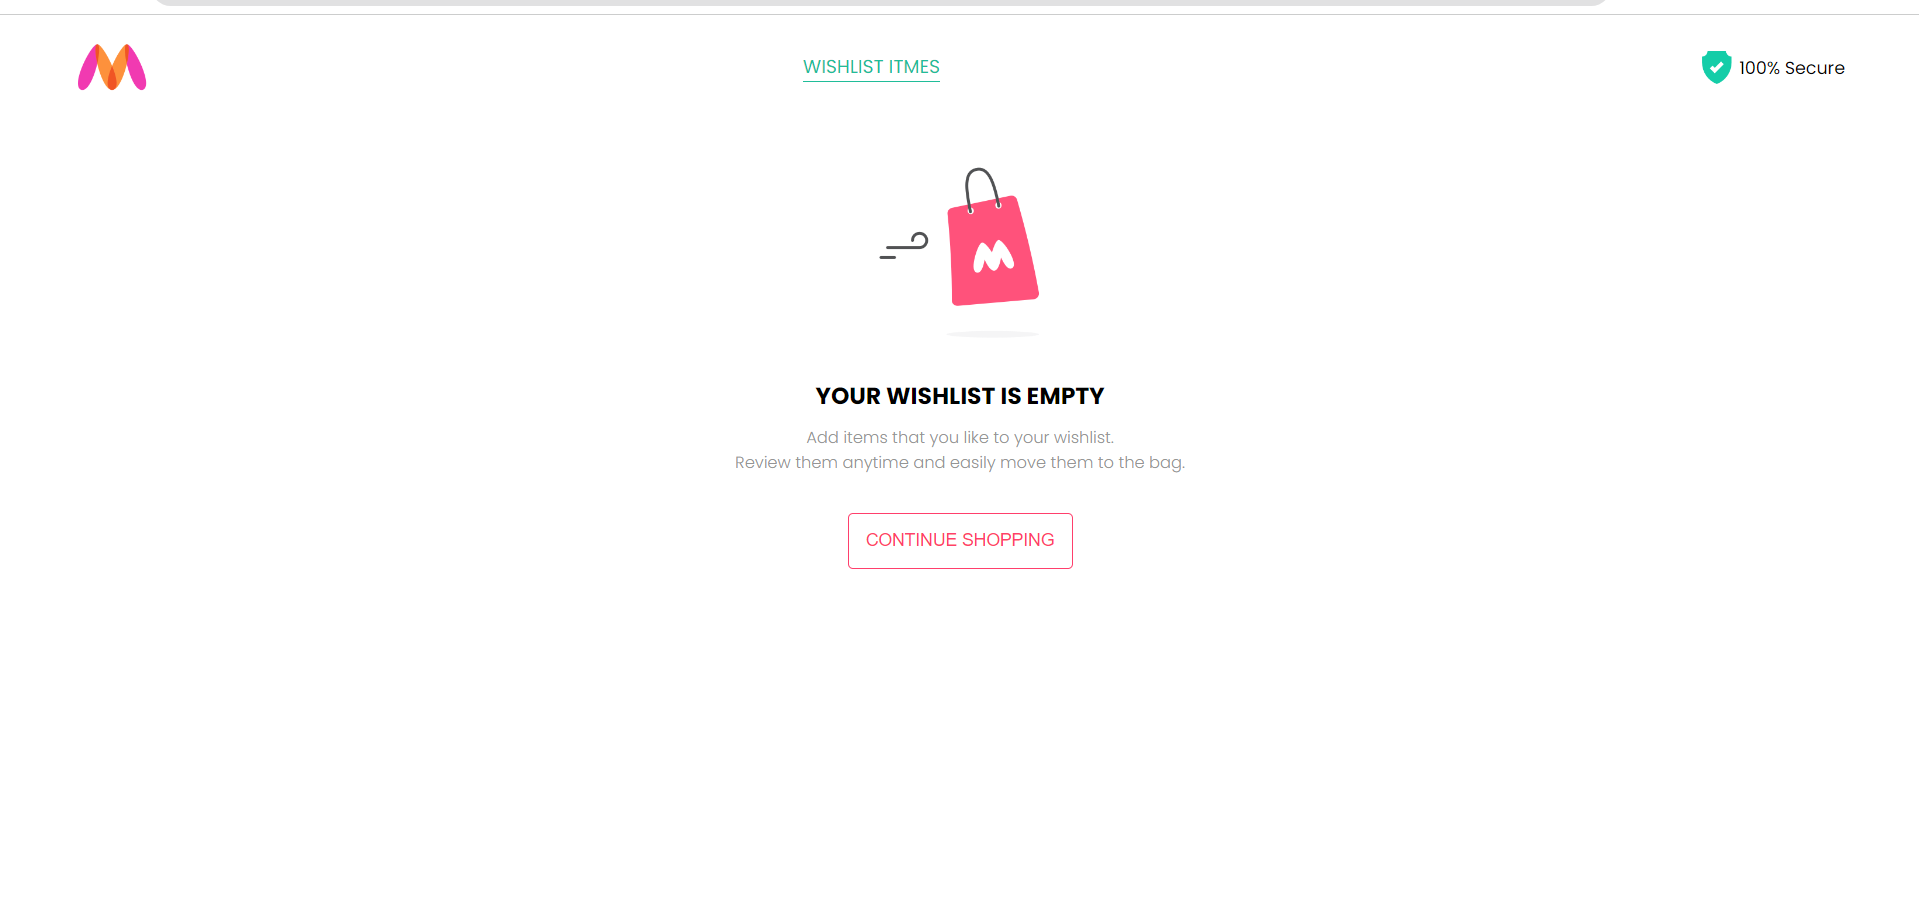 WISHLIST ITMES
100% Secure
YOUR WISHLIST IS EMPTY
Add items that you like to your wishlist.
Review them anytime and easily move them to the bag.
CONTINUE SHOPPING